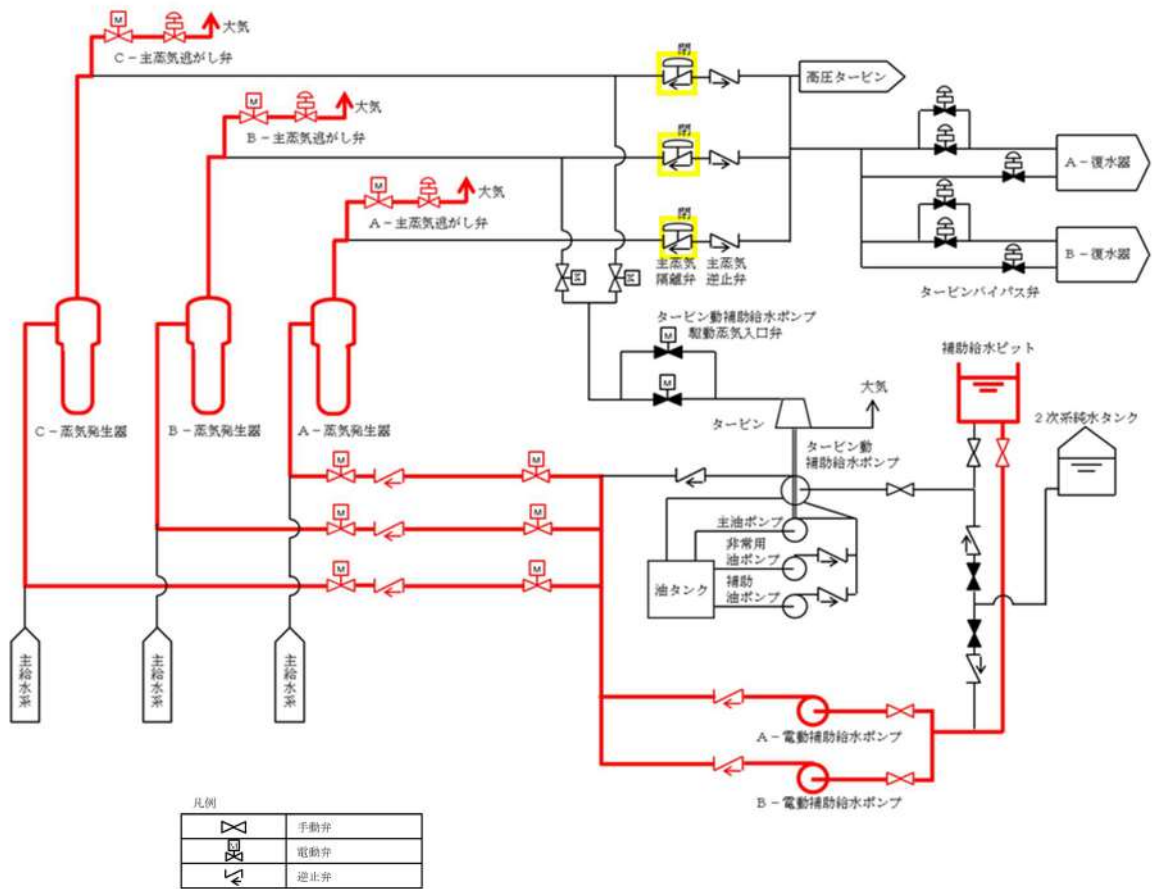 M
大気
C－主蒸気逃がし弁
閉
高圧タービン
M
大気
B－主蒸気逃がし弁
閉
A－復水器
M
大気
A－主蒸気逃がし弁
閉
B－復水器
主蒸気
隔離弁
主蒸気
逆止弁
タービンバイパス弁
M
M
タービン動補助給水ポンプ
駆動蒸気入口弁
M
M
補助給水ピット
大気
2次系純水タンク
C－蒸気発生器
B－蒸気発生器
A－蒸気発生器
タービン
タービン動
補助給水ポンプ
M
M
M
M
M
M
主油ポンプ
非常用
油ポンプ
補助
油ポンプ
油タンク
主給水系
主給水系
主給水系
A－電動補助給水ポンプ
B－電動補助給水ポンプ
凡例
手動弁
M
電動弁
逆止弁